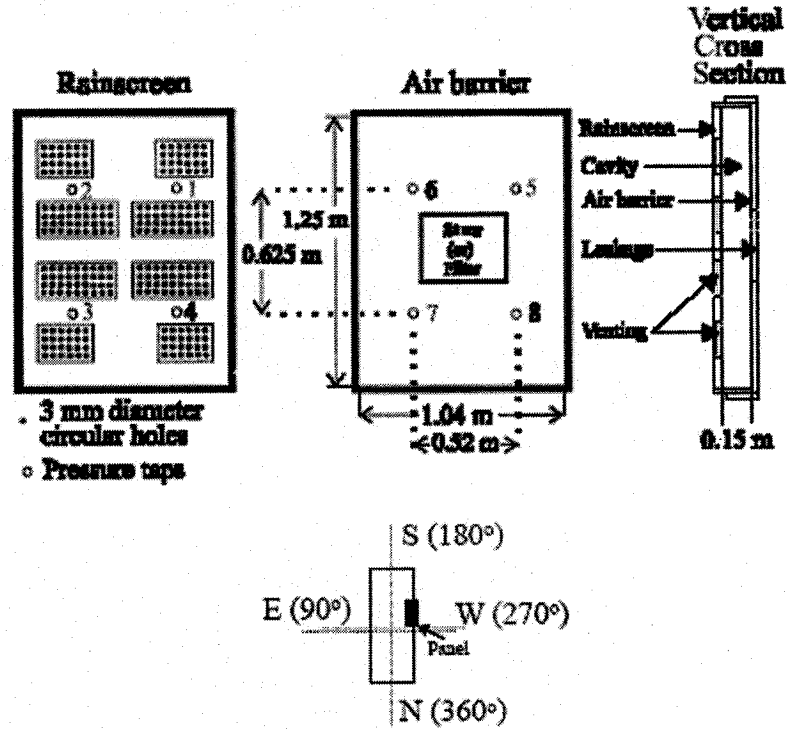 Vertical
Cross
Section
Rainscreen
Air barrier
2
1
3
4
3 mm diameter
circular holes
Pressure taps
6
5
7
8
1,25 m
0.625 m
(or)
Filter
1.04 m
0.52 m
Rainscreen
Cavity
Air barrier
Leakage
Venting
0.15 m
S (180°)
E (90°)
W (270°)
Panel
N (360°)